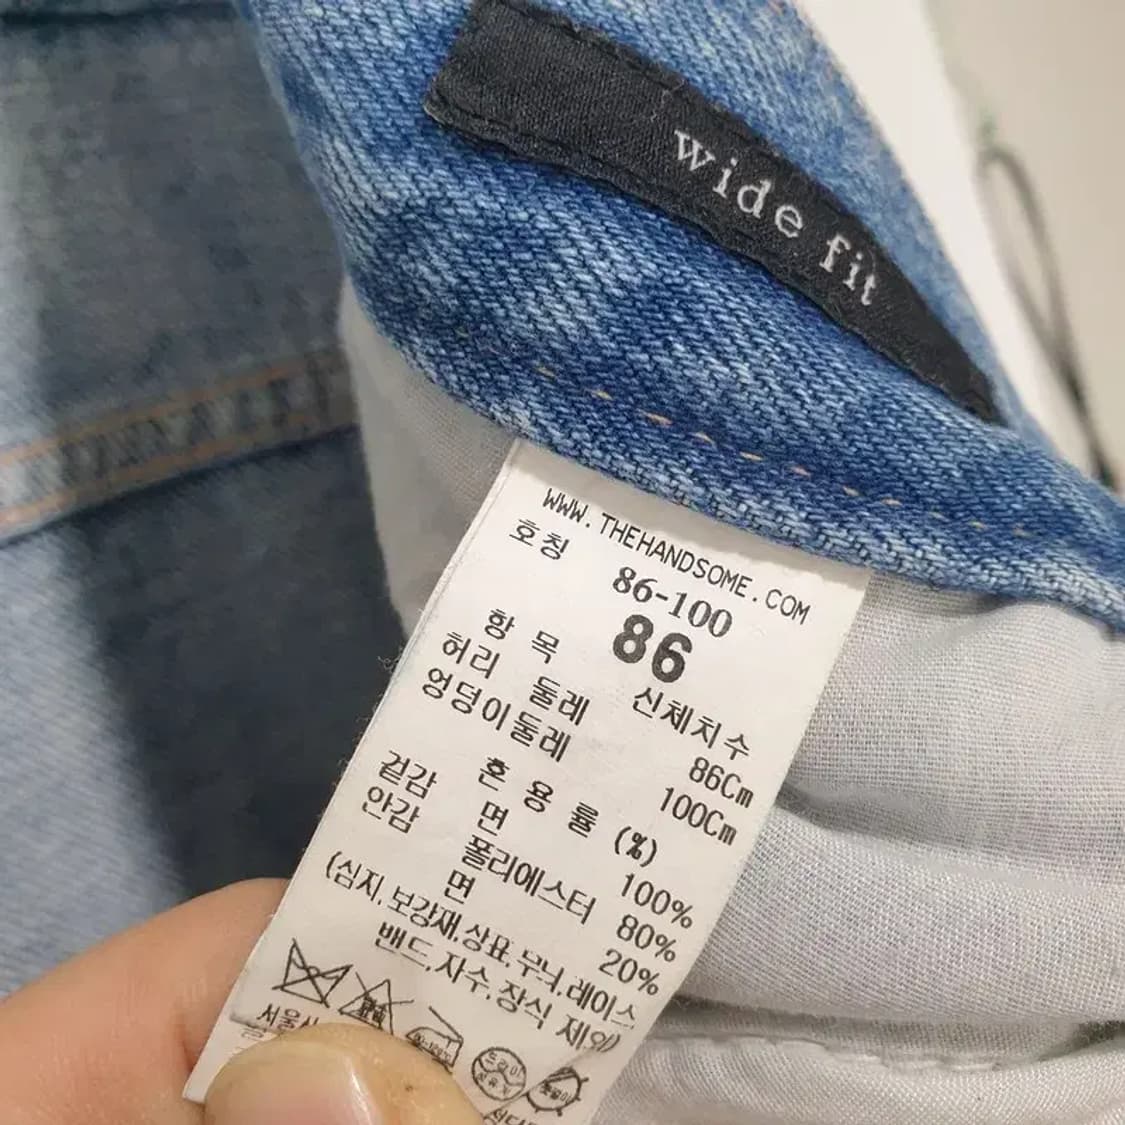 wide fit
WWW.THEHANDSOME.COM
호칭 86-100
86
항 목 신체치수
허리 둘레 86Cm
엉덩이둘레 100Cm
혼 용 률 (%)
겉감 면 100%
안감 폴리에스터 80%
면 20%
(심지,보강재,상표,무늬,레이스,
밴드,자수,장식 제외)
서울시